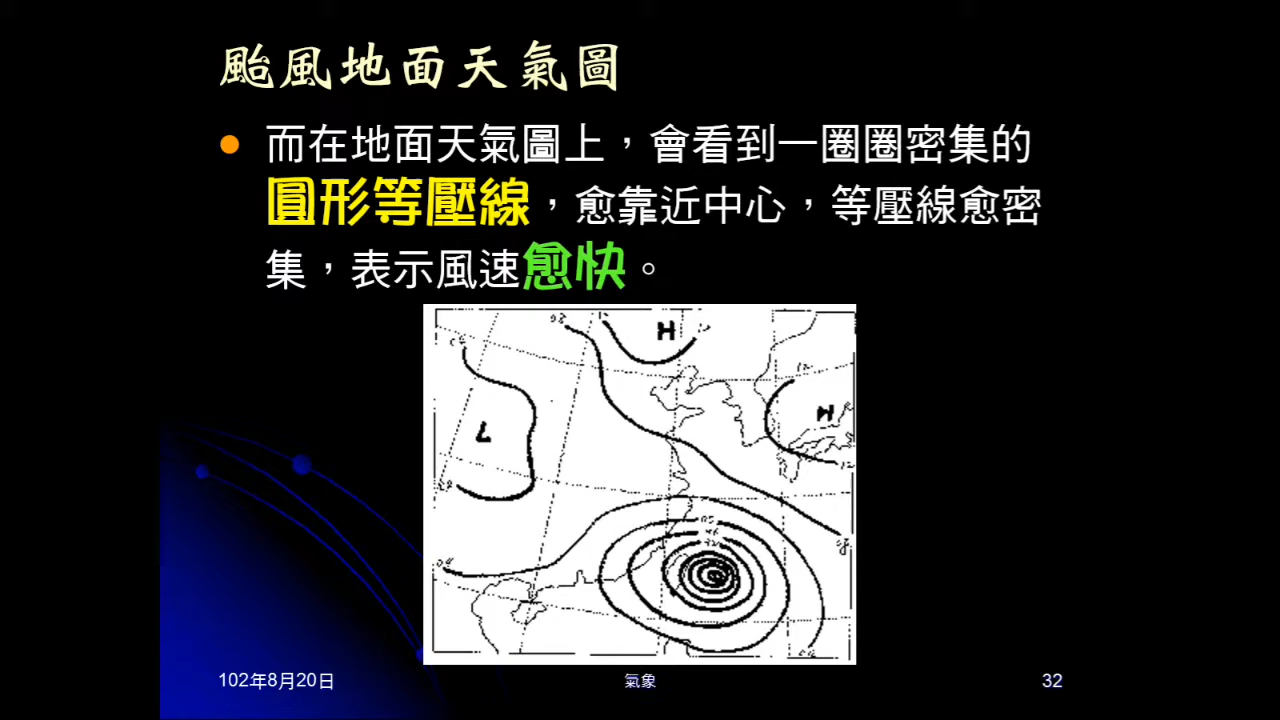 颱風地面天氣圖
而在地面天氣圖上，會看到一圈圈密集的
圓形等壓線，愈靠近中心，等壓線愈密
集，表示風速愈快。
H
H
L
102年8月20日
氣象
32